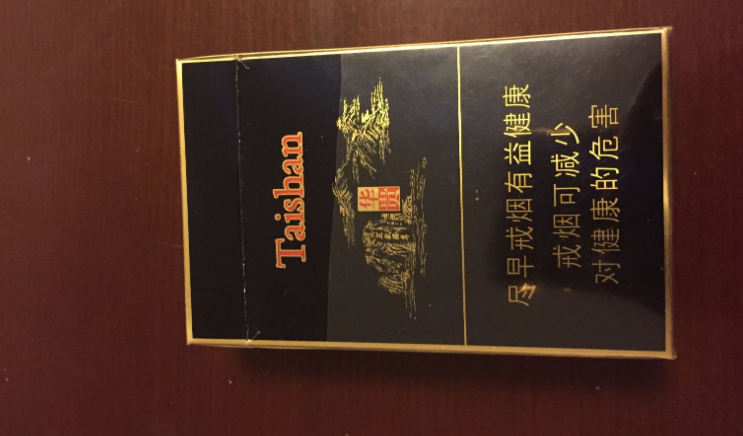 Taishan
华贵
尽早戒烟有益健康
戒烟可减少
对健康的危害